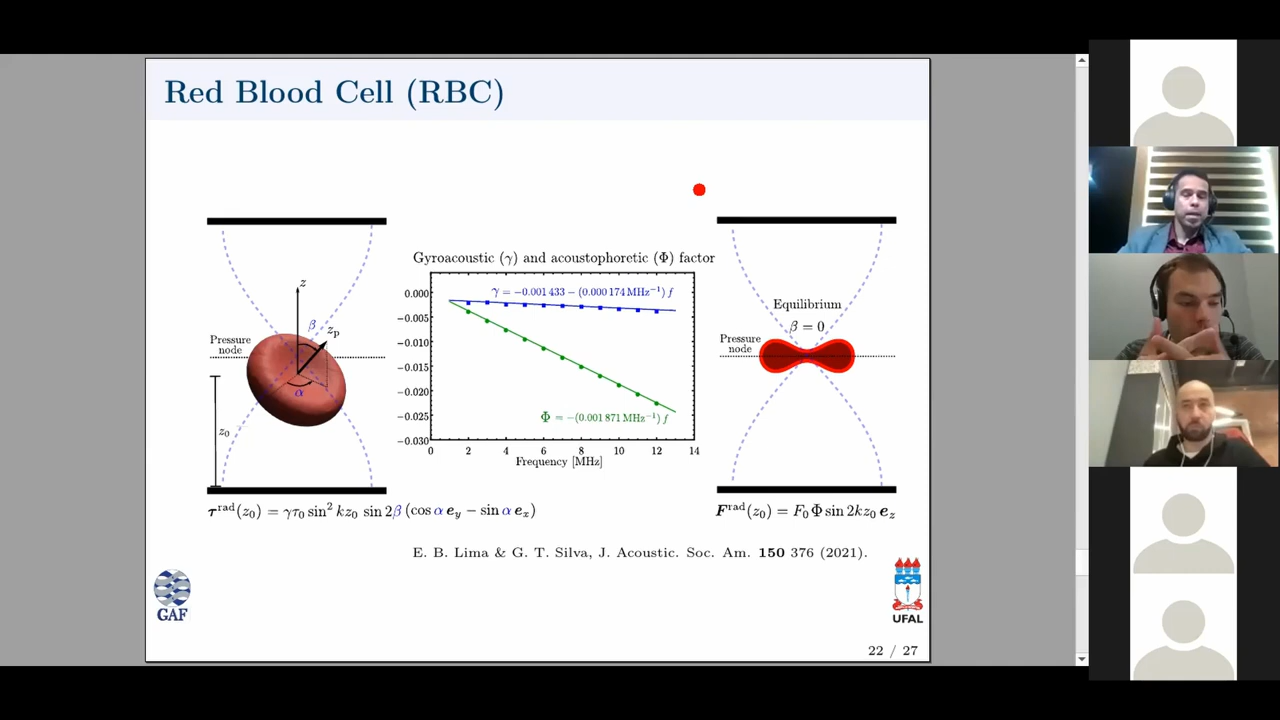 Red Blood Cell (RBC)
z
β
z_p
Pressure
node
α
z₀
τ^rad(z₀) = γτ₀ sin² kz₀ sin 2β (cos α e_y − sin α e_x)
Gyroacoustic (γ) and acoustophoretic (Φ) factor
γ = −0.001 433 − (0.000 174 MHz⁻¹) f
Φ = −(0.001 871 MHz⁻¹) f
0.000
−0.005
−0.010
−0.015
−0.020
−0.025
−0.030
0 2 4 6 8 10 12 14
Frequency [MHz]
Equilibrium
β = 0
Pressure
node
F^rad(z₀) = F₀ Φ sin 2kz₀ e_z
E. B. Lima & G. T. Silva, J. Acoustic. Soc. Am. 150 376 (2021).
GAF
UFAL
22 / 27